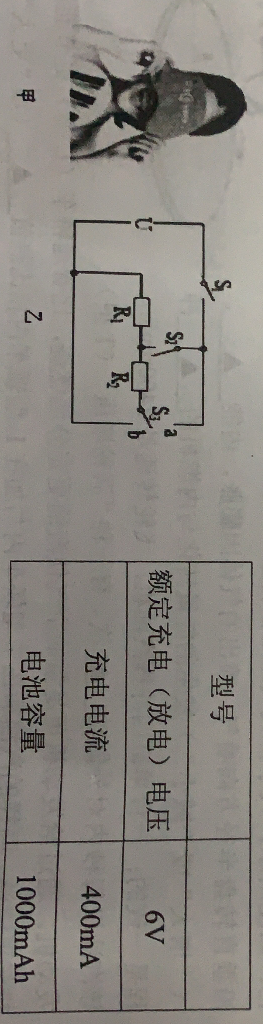 甲
U
S₁
R₁
S₂
R₂
S₃
a
b
乙
型号
额定充电（放电）电压 6V
充电电流 400mA
电池容量 1000mAh